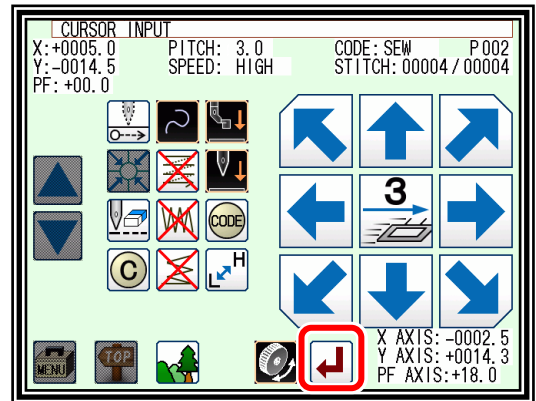 CURSOR INPUT
X:+0005.0 PITCH: 3.0 CODE:SEW P002
Y:-0014.5 SPEED: HIGH STITCH:00004/00004
PF:+00.0
3
CODE
C
L H
MENU TOP
X AXIS:-0002.5
Y AXIS:+0014.3
PF AXIS:+18.0